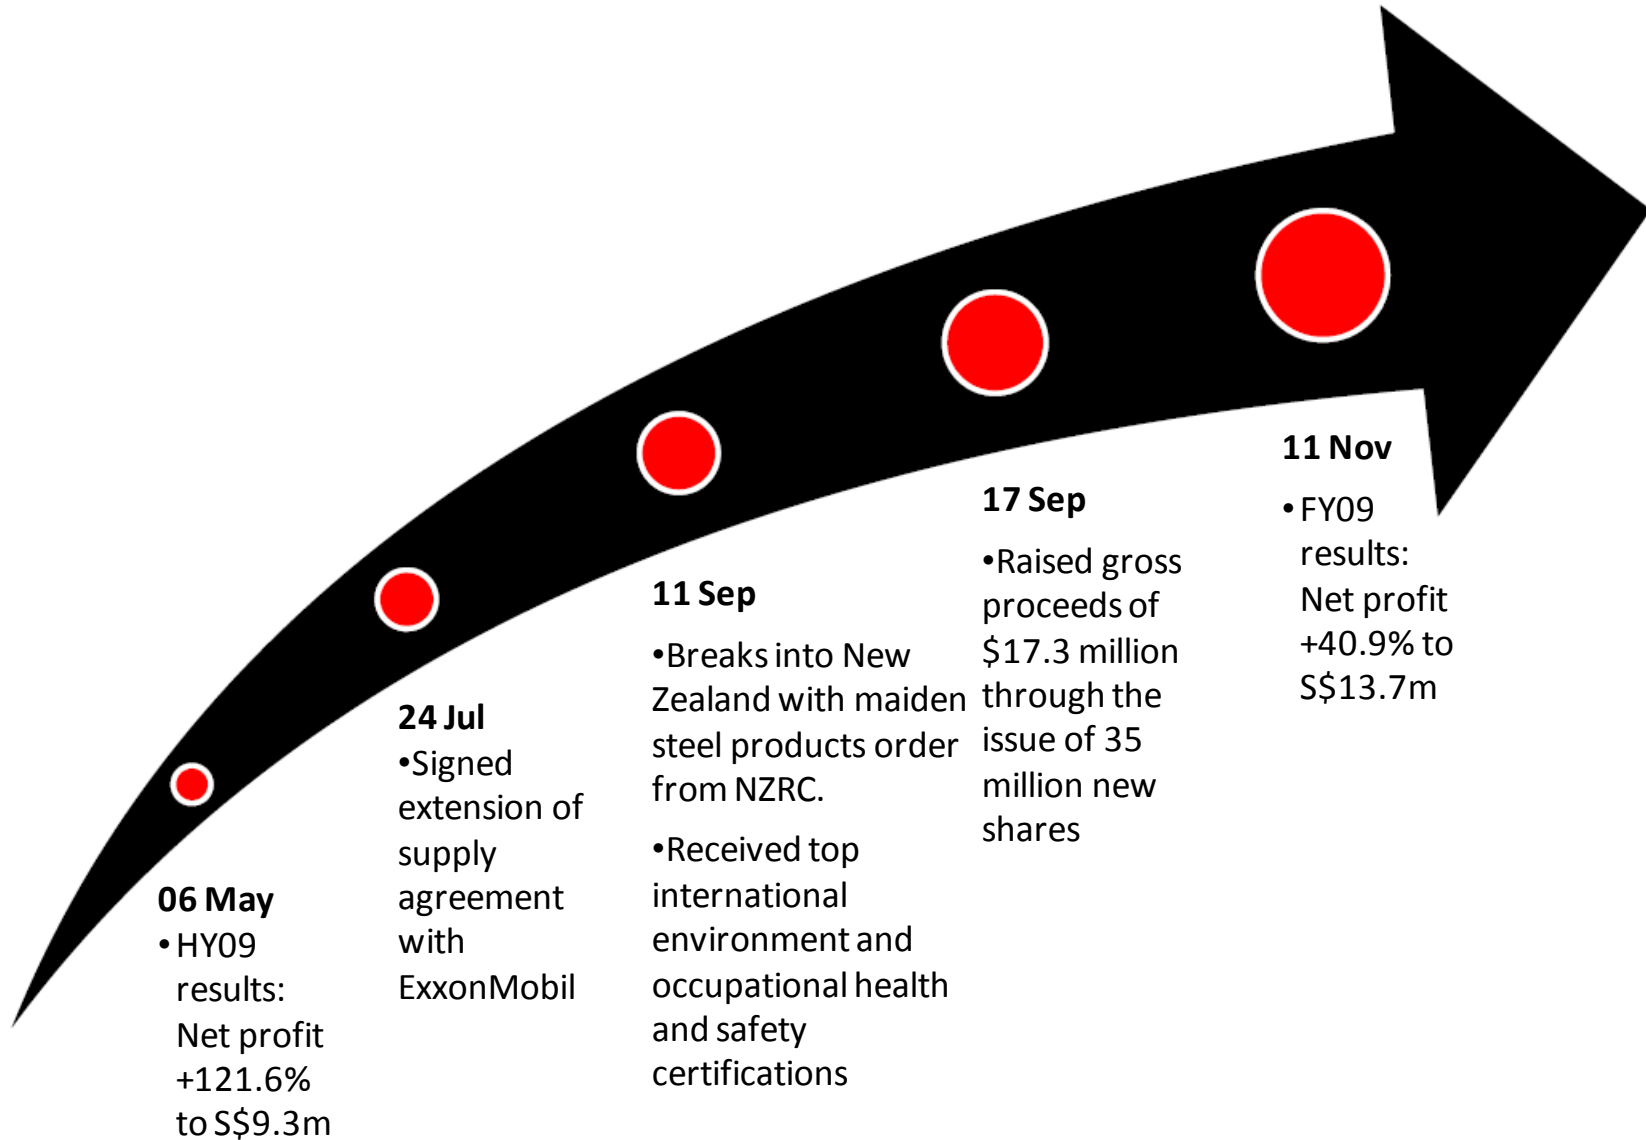 06 May
• HY09
results:
Net profit
+121.6%
to S$9.3m
24 Jul
•Signed
extension of
supply
agreement
with
ExxonMobil
11 Sep
•Breaks into New
Zealand with maiden
steel products order
from NZRC.
•Received top
international
environment and
occupational health
and safety
certifications
17 Sep
•Raised gross
proceeds of
$17.3 million
through the
issue of 35
million new
shares
11 Nov
• FY09
results:
Net profit
+40.9% to
S$13.7m